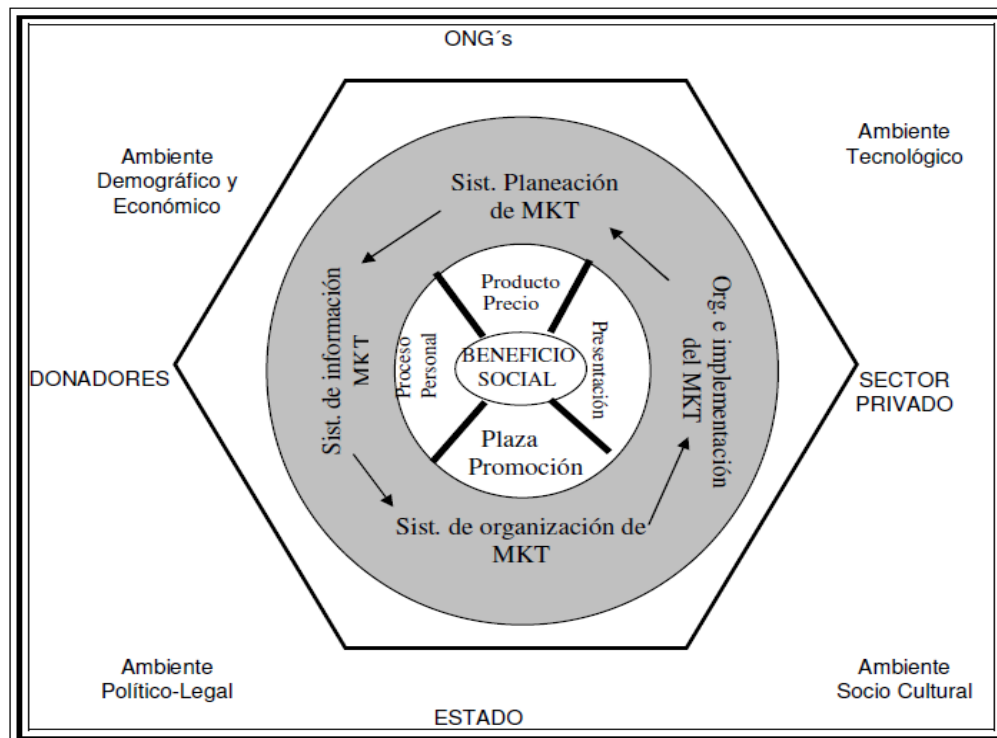 ONG´s
Ambiente
Demográfico y
Económico
Ambiente
Tecnológico
Sist. Planeación
de MKT
Sist. de información
MKT
Org. e implementación
del MKT
Producto
Precio
Proceso
Personal
BENEFICIO
SOCIAL
Presentación
Plaza
Promoción
DONADORES
SECTOR
PRIVADO
Sist. de organización de
MKT
Ambiente
Político-Legal
Ambiente
Socio Cultural
ESTADO